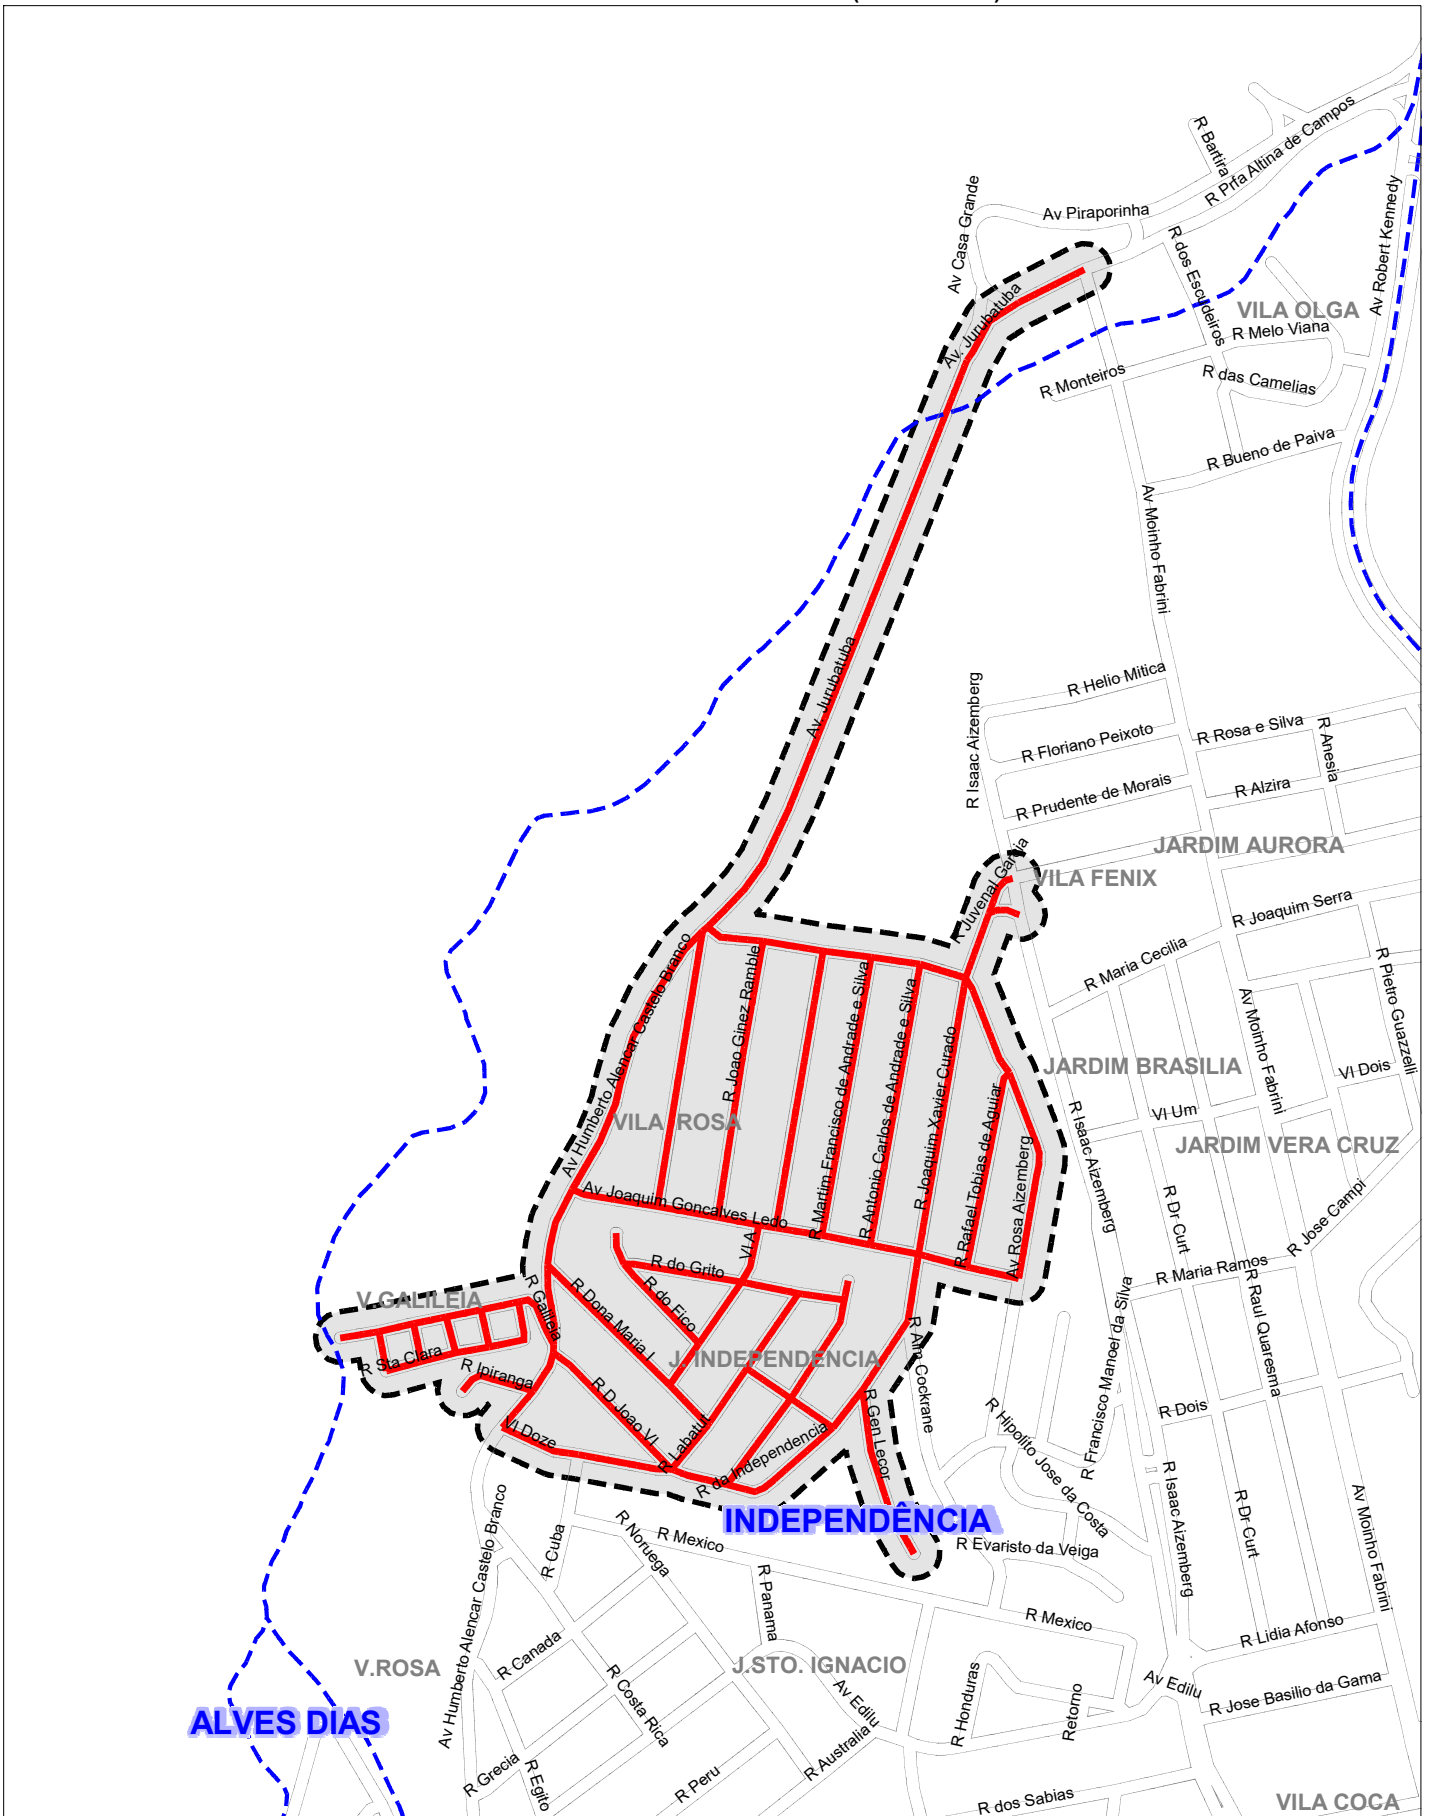 R Bartira
R Prfa Altina de Campos
Av Piraporinha
Av Casa Grande
R dos Escudeiros
Av Robert Kennedy
VILA OLGA
Av. Jurubatuba
R Melo Viana
R Monteiros
R das Camelias
R Bueno de Paiva
Av Moinho Fabrini
Av. Jurubatuba
R Helio Mitica
R Isaac Aizemberg
R Floriano Peixoto
R Rosa e Silva
R Anesia
R Prudente de Morais
R Alzira
JARDIM AURORA
R Juvenal Garcia
VILA FENIX
R Joaquim Serra
R Maria Cecilia
R Pietro Guazzelli
Av Humberto Alencar Castelo Branco
R Joao Ginez Ramble
R Martim Francisco de Andrade e Silva
R Antonio Carlos de Andrade e Silva
R Joaquim Xavier Curado
Av Moinho Fabrini
JARDIM BRASILIA
VI Dois
VILA ROSA
R Rafael Tobias de Aguiar
Av Rosa Aizemberg
R Isaac Aizemberg
VI Um
JARDIM VERA CRUZ
Av Joaquim Goncalves Ledo
VI A
R Dr Curt
R Jose Campi
R do Grito
R Maria Ramos
R Raul Quaresma
V.GALILEIA
R Galileia
R Dona Maria I
R do Fico
R Francisco Manoel da Silva
R Alm Cockrane
R Sta Clara
R Ipiranga
J. INDEPENDENCIA
R D Joao VI
R Gen Lecor
R Hipolito Jose da Costa
R Dois
VI Doze
R Labatut
R da Independencia
R Isaac Aizemberg
R Dr Curt
Av Moinho Fabrini
INDEPENDÊNCIA
Av Humberto Alencar Castelo Branco
R Cuba
R Noruega
R Mexico
R Evaristo da Veiga
R Panama
R Mexico
R Lidia Afonso
R Canada
V.ROSA
J.STO. IGNACIO
R Costa Rica
Av Edilu
R Honduras
Retorno
Av Edilu
R Jose Basilio da Gama
ALVES DIAS
R Grecia
R Egito
R Peru
R Australia
R dos Sabias
VILA COCA